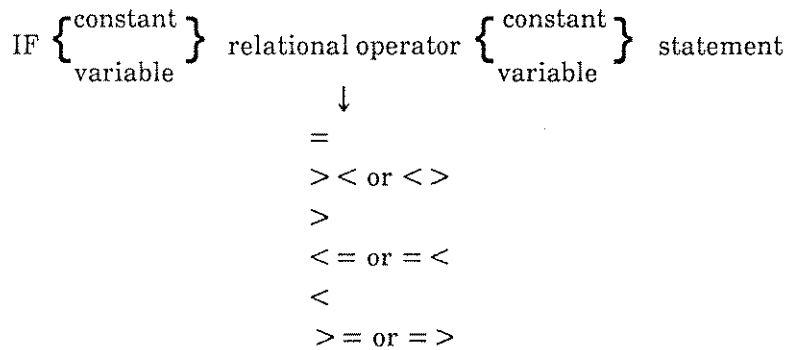 constant constant
IF { } relational operator { } statement
variable variable
↓
=
> < or < >
>
< = or = <
<
> = or = >